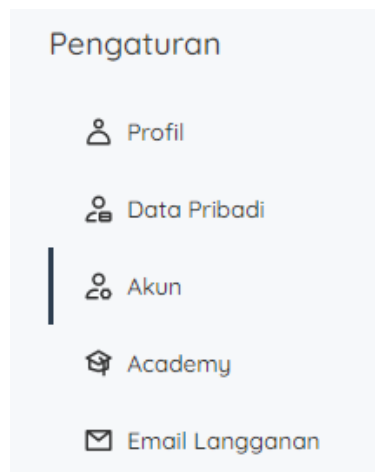 Pengaturan
Profil
Data Pribadi
Akun
Academy
Email Langganan